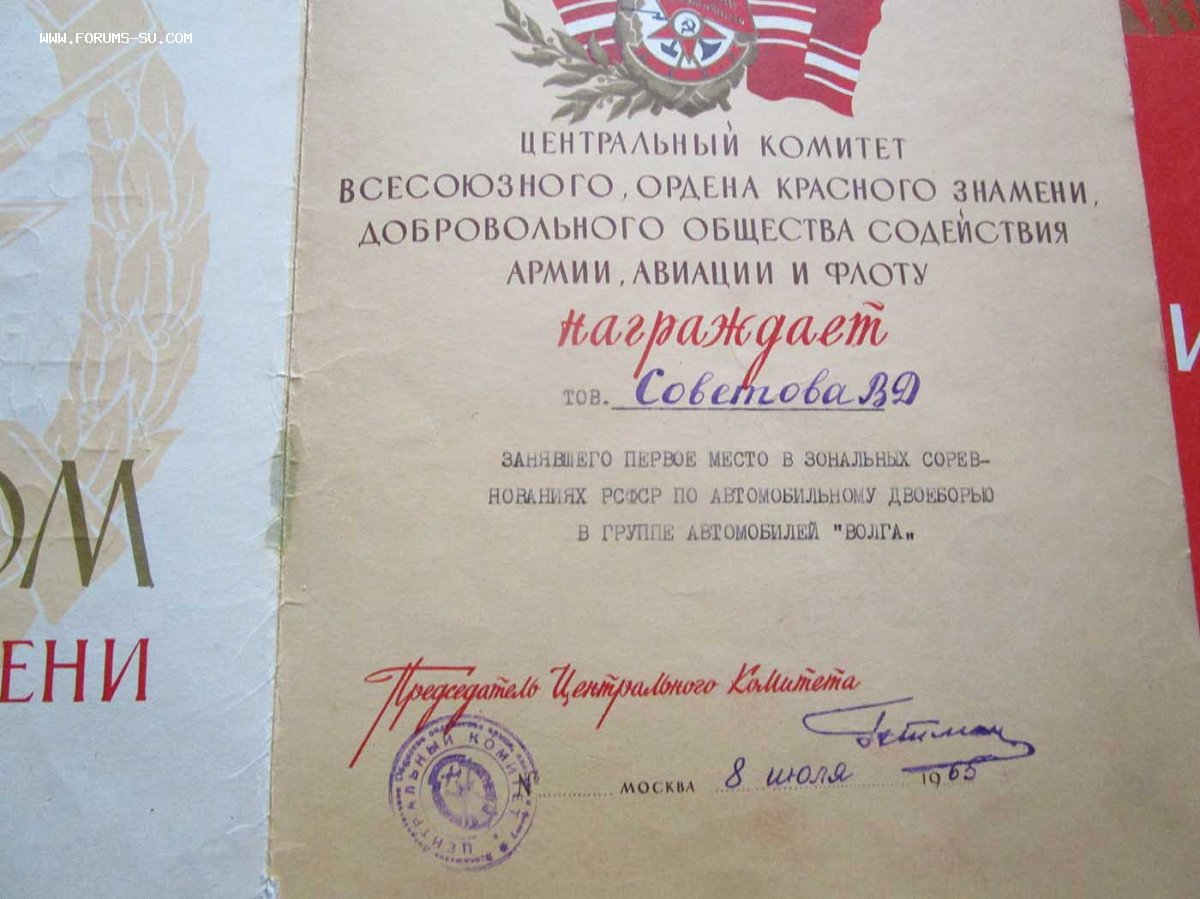 WWW.FORUMS-SU.COM
ЦЕНТРАЛЬНЫЙ КОМИТЕТ
ВСЕСОЮЗНОГО, ОРДЕНА КРАСНОГО ЗНАМЕНИ,
ДОБРОВОЛЬНОГО ОБЩЕСТВА СОДЕЙСТВИЯ
АРМИИ, АВИАЦИИ И ФЛОТУ
награждает
тов. Советова ВД
ЗАНЯВШЕГО ПЕРВОЕ МЕСТО В ЗОНАЛЬНЫХ СОРЕВ-
НОВАНИЯХ РСФСР ПО АВТОМОБИЛЬНОМУ ДВОЕБОРЬЮ
В ГРУППЕ АВТОМОБИЛЕЙ "ВОЛГА"
Председатель Центрального Комитета
Гетман
N МОСКВА 8 июля 1965
ЦЕНТРАЛЬНЫЙ КОМИТЕТ
ОМ
ЕНИ
И